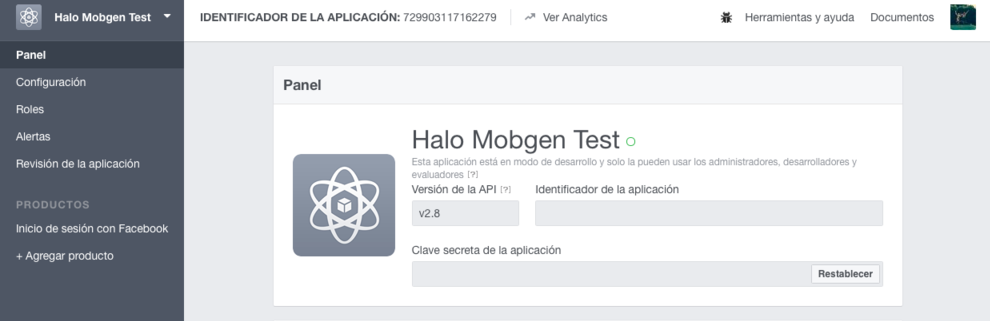 Halo Mobgen Test
IDENTIFICADOR DE LA APLICACIÓN: 729903117162279
Ver Analytics
Herramientas y ayuda
Documentos
Panel
Configuración
Roles
Alertas
Revisión de la aplicación
PRODUCTOS
Inicio de sesión con Facebook
+ Agregar producto
Panel
Halo Mobgen Test
Esta aplicación está en modo de desarrollo y solo la pueden usar los administradores, desarrolladores y
evaluadores [?]
Versión de la API [?]
Identificador de la aplicación
v2.8
Clave secreta de la aplicación
Restablecer